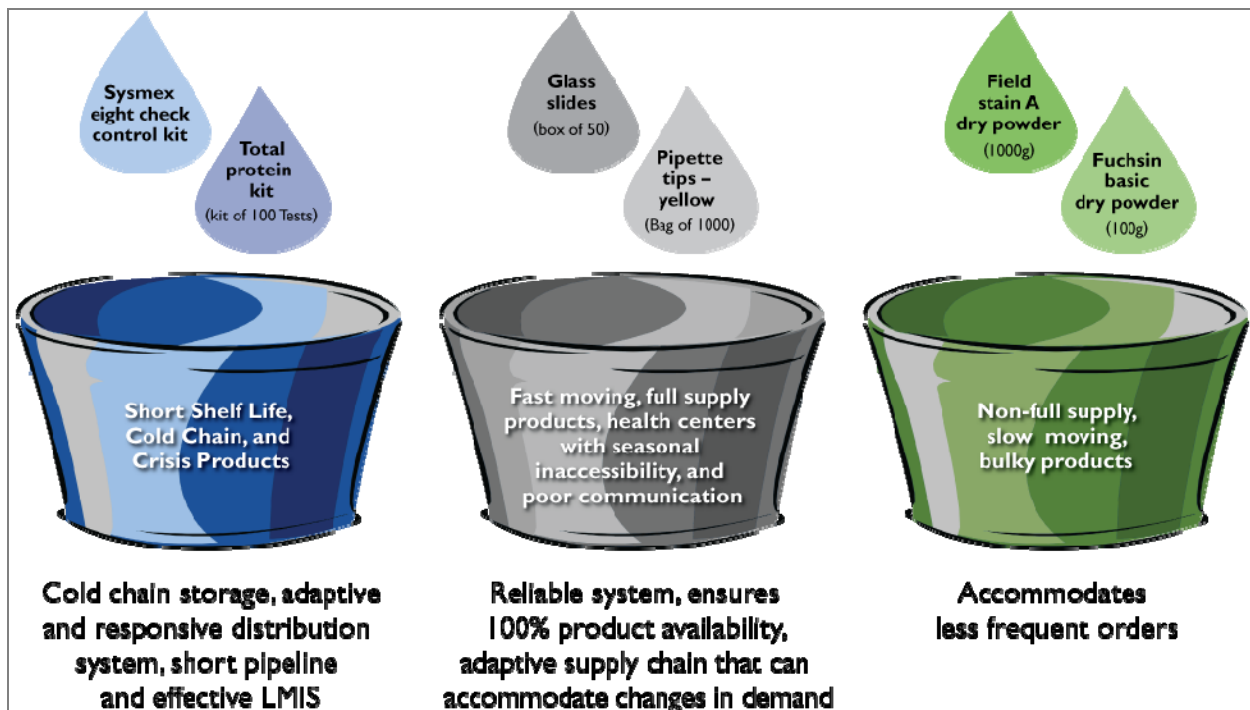 Sysmex
eight check
control kit
Total
protein
kit
(kit of 100 Tests)
Glass
slides
(box of 50)
Pipette
tips –
yellow
(Bag of 1000)
Field
stain A
dry powder
(1000g)
Fuchsin
basic
dry powder
(100g)
Short Shelf Life,
Cold Chain, and
Crisis Products
Fast moving, full supply
products, health centers
with seasonal
inaccessibility, and
poor communication
Non-full supply,
slow moving,
bulky products
Cold chain storage, adaptive
and responsive distribution
system, short pipeline
and effective LMIS
Reliable system, ensures
100% product availability,
adaptive supply chain that can
accommodate changes in demand
Accommodates
less frequent orders